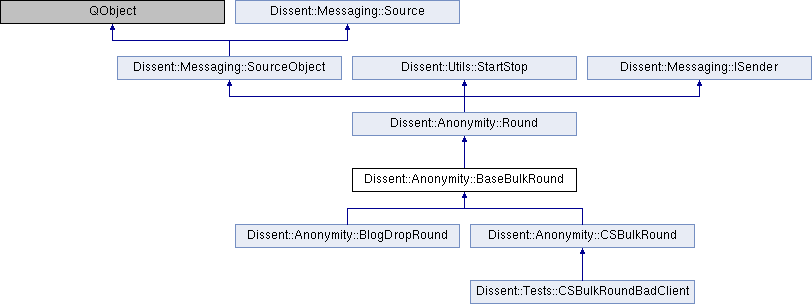 QObject
Dissent::Messaging::Source
Dissent::Messaging::SourceObject
Dissent::Utils::StartStop
Dissent::Messaging::ISender
Dissent::Anonymity::Round
Dissent::Anonymity::BaseBulkRound
Dissent::Anonymity::BlogDropRound
Dissent::Anonymity::CSBulkRound
Dissent::Tests::CSBulkRoundBadClient